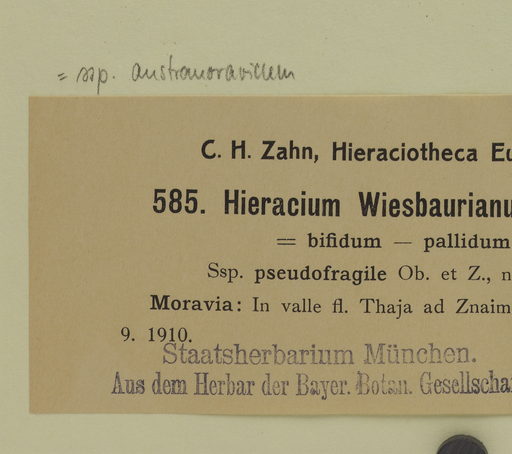 = ssp. austromoravicum
C. H. Zahn, Hieraciotheca Eu
585. Hieracium Wiesbaurianu
= bifidum — pallidum
Ssp. pseudofragile Ob. et Z., n
Moravia: In valle fl. Thaja ad Znaim
9. 1910.
Staatsherbarium München.
Aus dem Herbar der Bayer. Botan. Gesellscha